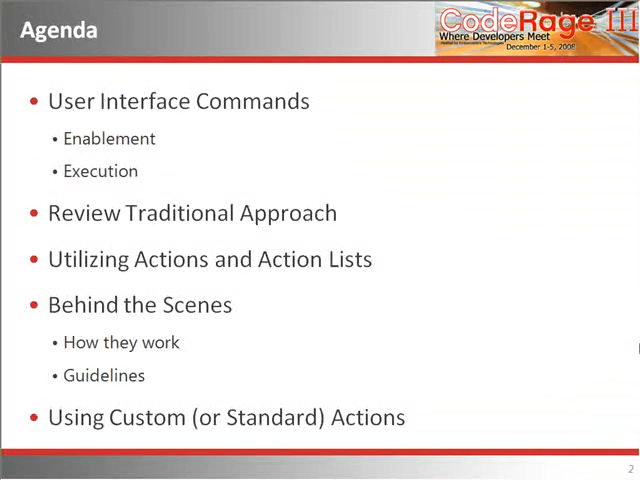 Agenda
CodeRage III
Where Developers Meet
December 1-5, 2008
• User Interface Commands
• Enablement
• Execution
• Review Traditional Approach
• Utilizing Actions and Action Lists
• Behind the Scenes
• How they work
• Guidelines
• Using Custom (or Standard) Actions
2